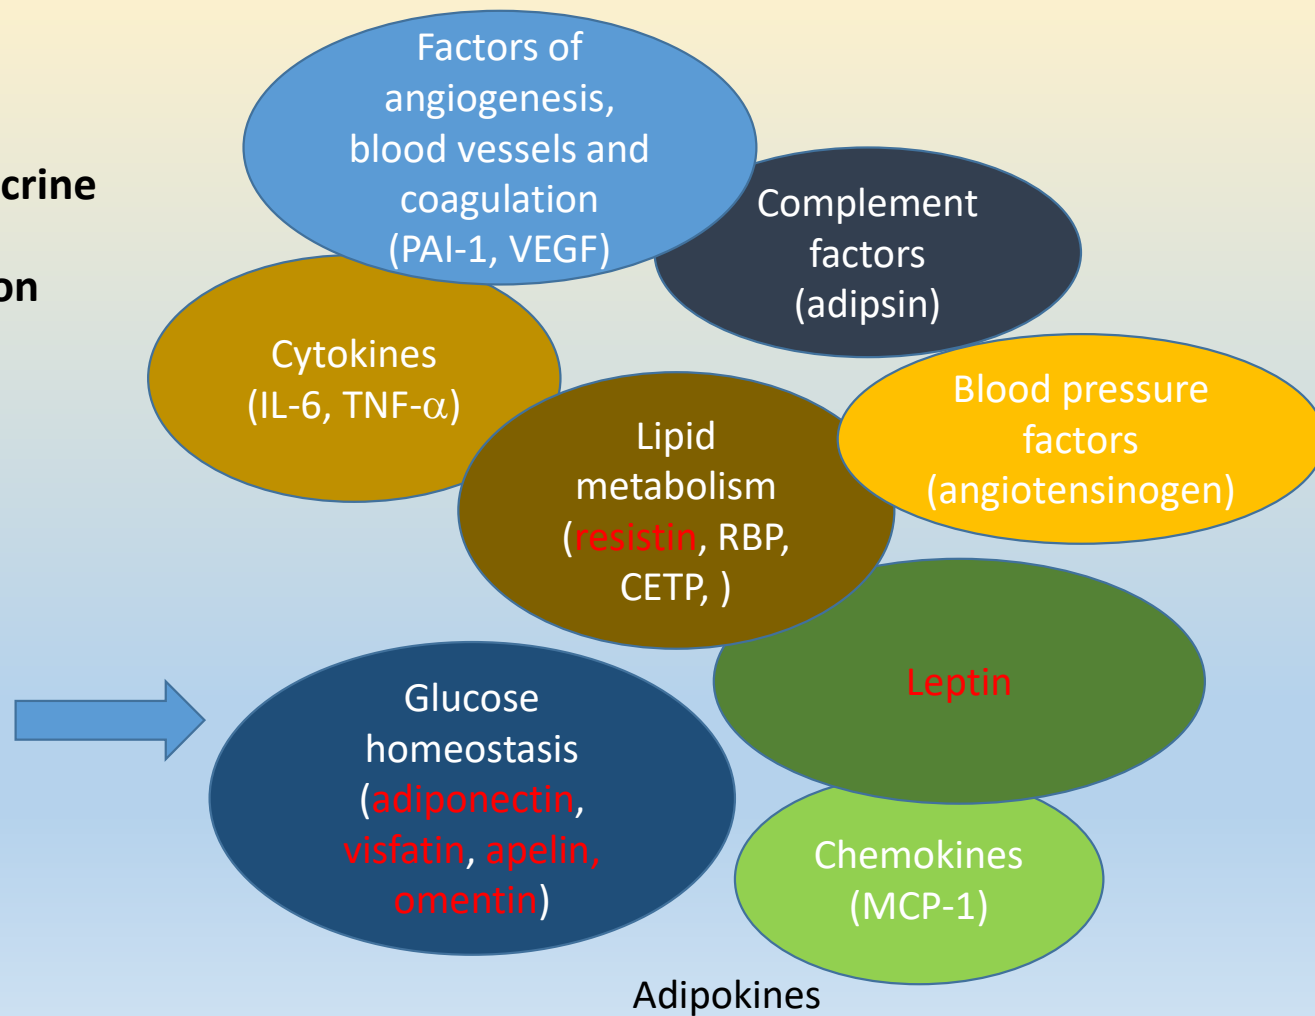 Factors of
angiogenesis,
blood vessels and
coagulation
(PAI-1, VEGF)
crine
on
Complement
factors
(adipsin)
Cytokines
(IL-6, TNF-α)
Blood pressure
factors
(angiotensinogen)
Lipid
metabolism
(resistin, RBP,
CETP, )
Leptin
Glucose
homeostasis
(adiponectin,
visfatin, apelin,
omentin)
Chemokines
(MCP-1)
Adipokines